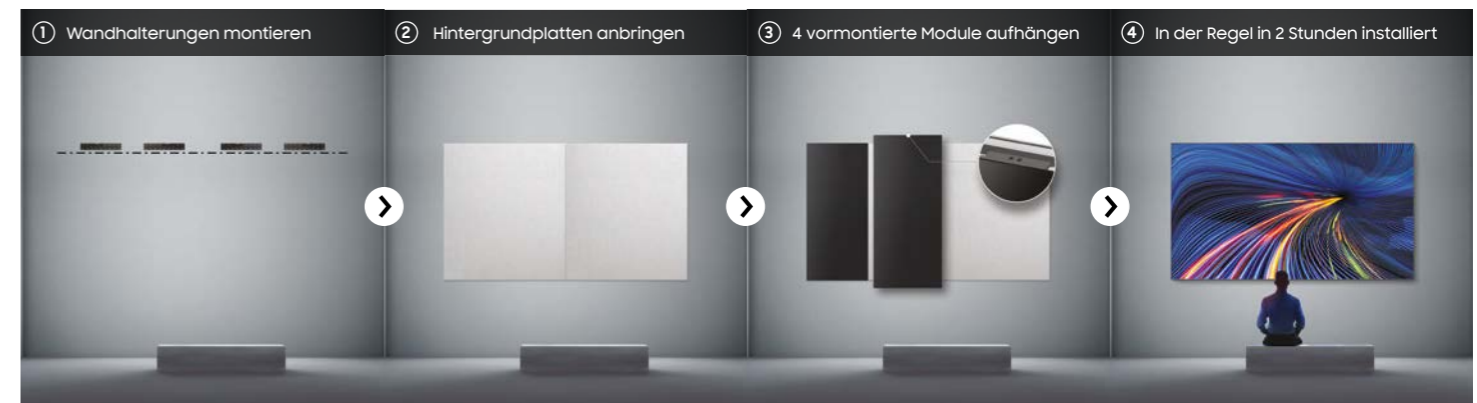 ① Wandhalterungen montieren
② Hintergrundplatten anbringen
③ 4 vormontierte Module aufhängen
④ In der Regel in 2 Stunden installiert